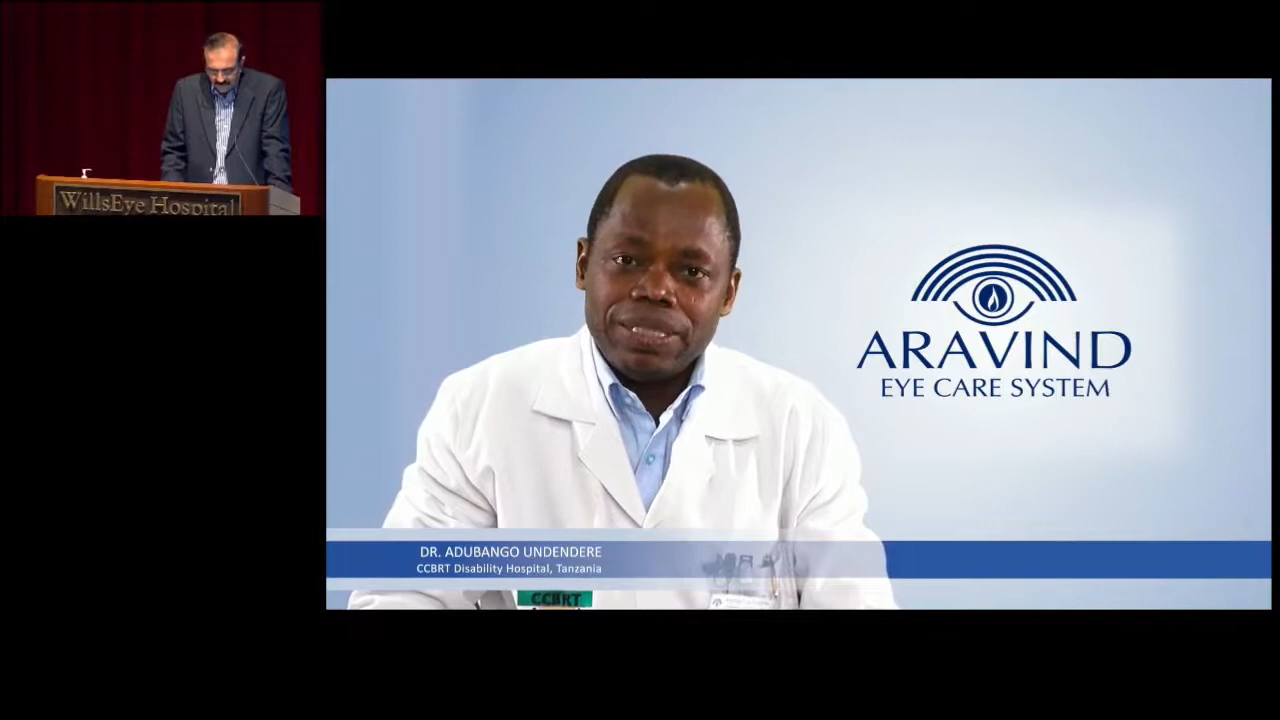 WillsEye Hospital
ARAVIND
EYE CARE SYSTEM
DR. ADUBANGO UNDENDERE
CCBRT Disability Hospital, Tanzania
CCBRT